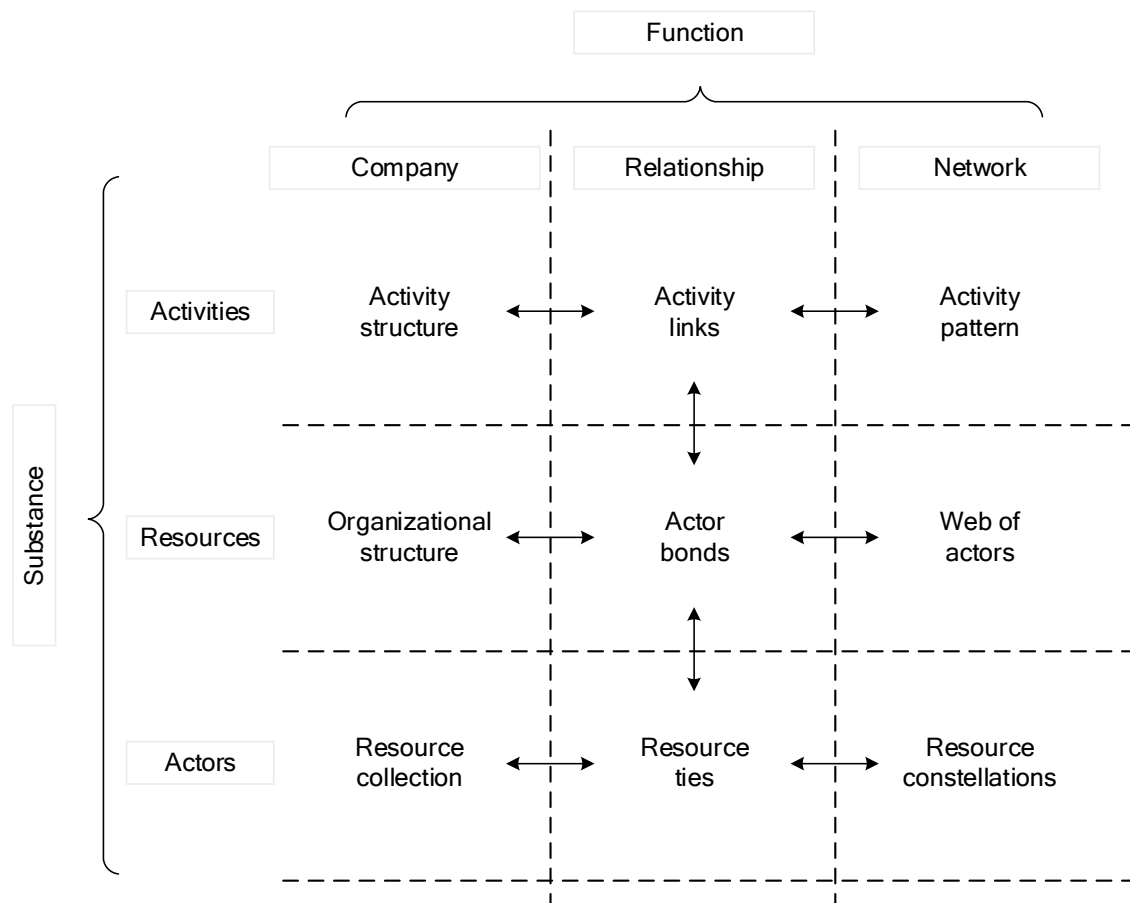 Function
Company
Relationship
Network
Substance
Activities
Activity
structure
Activity
links
Activity
pattern
Resources
Organizational
structure
Actor
bonds
Web of
actors
Actors
Resource
collection
Resource
ties
Resource
constellations